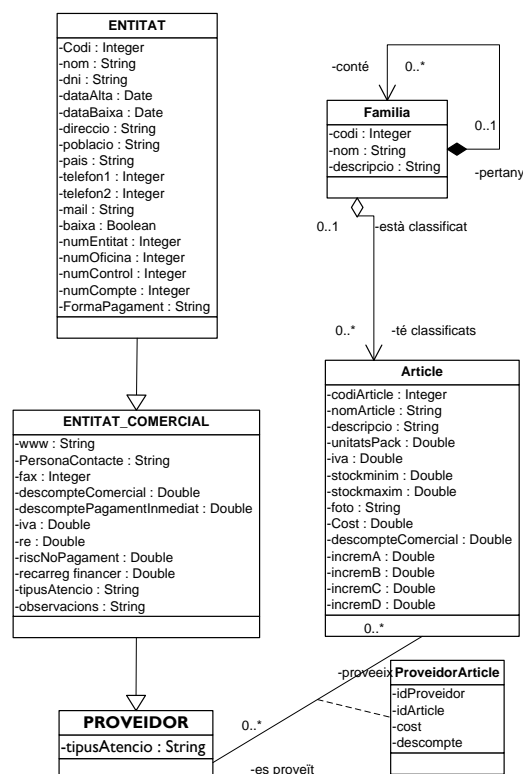 ENTITAT
-Codi : Integer
-nom : String
-dni : String
-dataAlta : Date
-dataBaixa : Date
-direccio : String
-poblacio : String
-pais : String
-telefon1 : Integer
-telefon2 : Integer
-mail : String
-baixa : Boolean
-numEntitat : Integer
-numOficina : Integer
-numControl : Integer
-numCompte : Integer
-FormaPagament : String
-conté
0..*
Familia
-codi : Integer
-nom : String
-descripcio : String
0..1
-pertany
0..1
-està classificat
0..*
-té classificats
ENTITAT_COMERCIAL
-www : String
-PersonaContacte : String
-fax : Integer
-descompteComercial : Double
-descomptePagamentInmediat : Double
-iva : Double
-re : Double
-riscNoPagament : Double
-recarreg financer : Double
-tipusAtencio : String
-observacions : String
Article
-codiArticle : Integer
-nomArticle : String
-descripcio : String
-unitatsPack : Double
-iva : Double
-stockminim : Double
-stockmaxim : Double
-foto : String
-Cost : Double
-descompteComercial : Double
-incremA : Double
-incremB : Double
-incremC : Double
-incremD : Double
0..*
-proveeix
PROVEIDOR
-tipusAtencio : String
0..*
-es proveït
ProveidorArticle
-idProveidor
-idArticle
-cost
-descompte